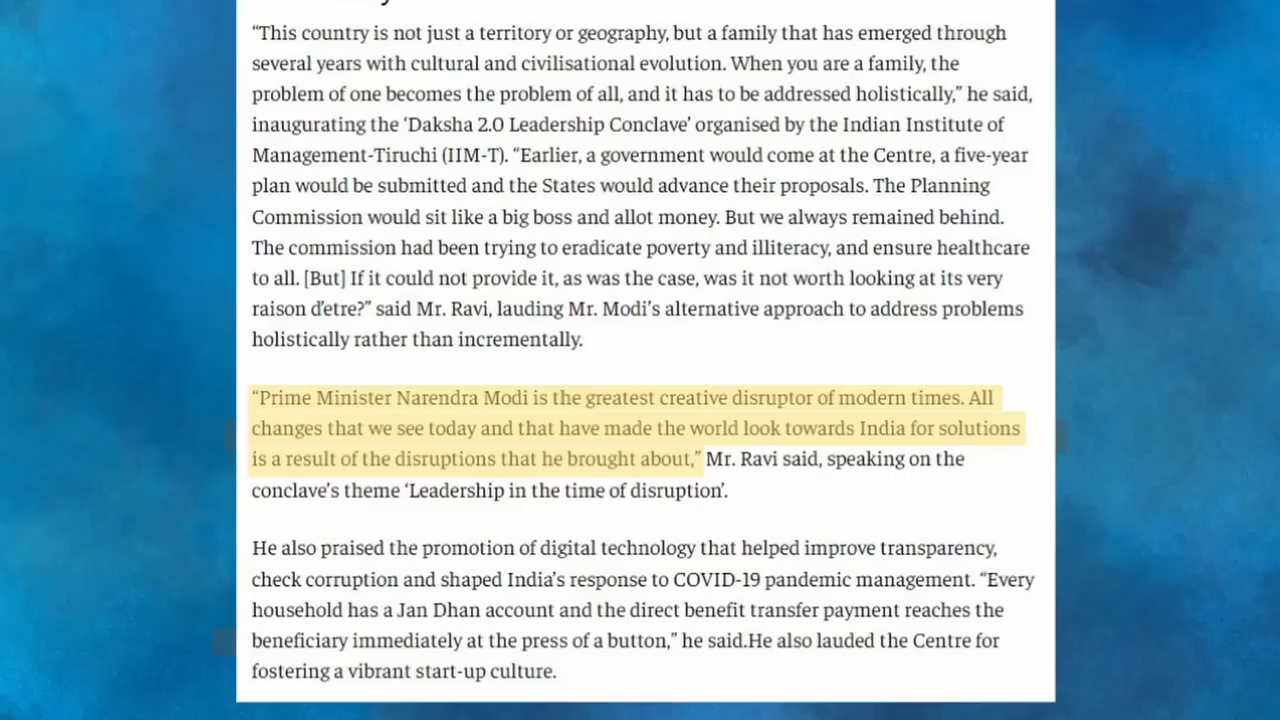 “This country is not just a territory or geography, but a family that has emerged through
several years with cultural and civilisational evolution. When you are a family, the
problem of one becomes the problem of all, and it has to be addressed holistically,” he said,
inaugurating the ‘Daksha 2.0 Leadership Conclave’ organised by the Indian Institute of
Management-Tiruchi (IIM-T). “Earlier, a government would come at the Centre, a five-year
plan would be submitted and the States would advance their proposals. The Planning
Commission would sit like a big boss and allot money. But we always remained behind.
The commission had been trying to eradicate poverty and illiteracy, and ensure healthcare
to all. [But] If it could not provide it, as was the case, was it not worth looking at its very
raison d'etre?” said Mr. Ravi, lauding Mr. Modi’s alternative approach to address problems
holistically rather than incrementally.
“Prime Minister Narendra Modi is the greatest creative disruptor of modern times. All
changes that we see today and that have made the world look towards India for solutions
is a result of the disruptions that he brought about,” Mr. Ravi said, speaking on the
conclave’s theme ‘Leadership in the time of disruption’.
He also praised the promotion of digital technology that helped improve transparency,
check corruption and shaped India’s response to COVID-19 pandemic management. “Every
household has a Jan Dhan account and the direct benefit transfer payment reaches the
beneficiary immediately at the press of a button,” he said.He also lauded the Centre for
fostering a vibrant start-up culture.